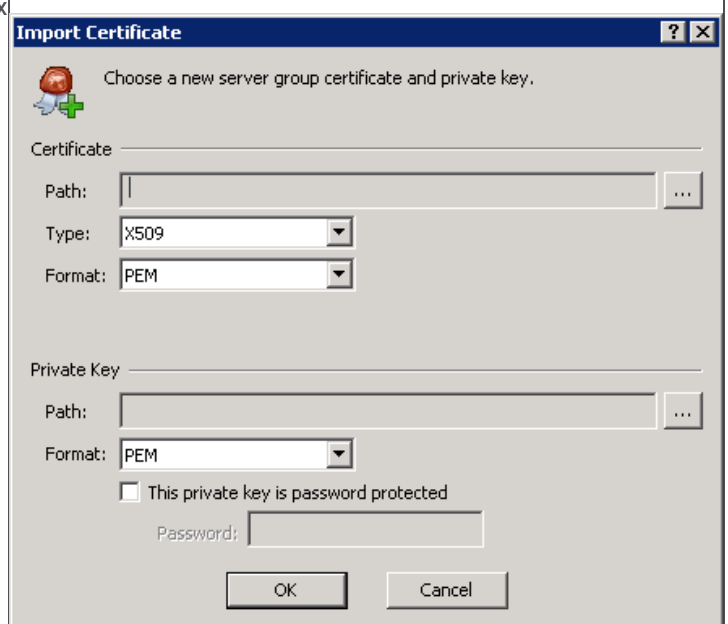 x
Import Certificate ? X
Choose a new server group certificate and private key.
Certificate
Path: ...
Type: X509
Format: PEM
Private Key
Path: ...
Format: PEM
This private key is password protected
Password:
OK Cancel